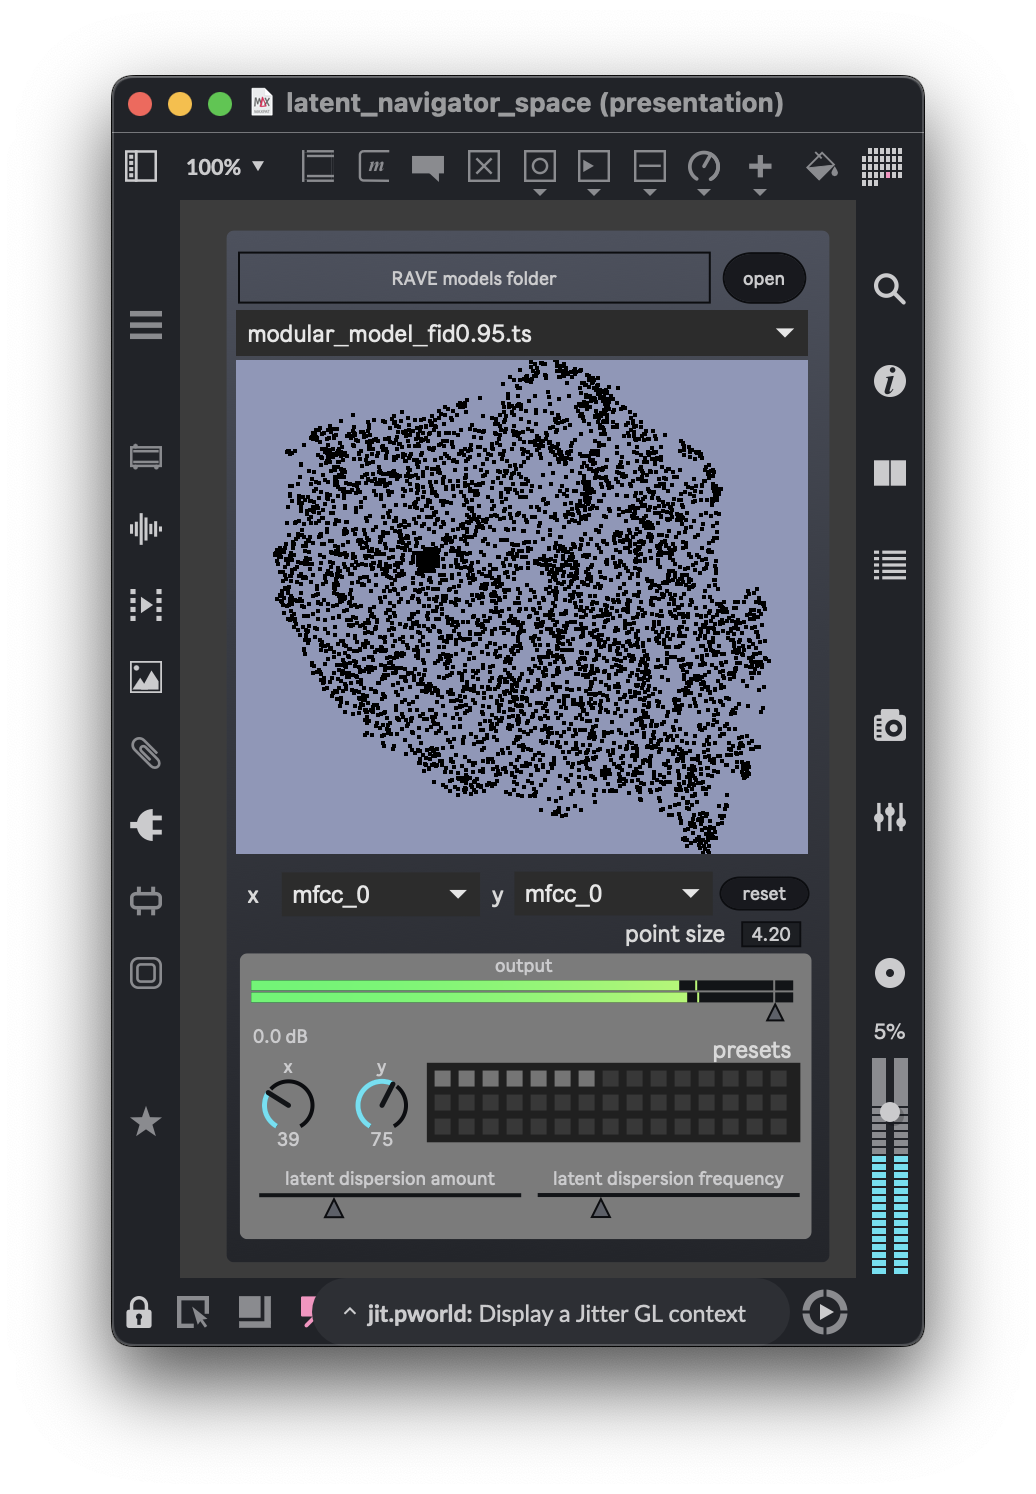 latent_navigator_space (presentation)
100%
m
RAVE models folder
open
modular_model_fid0.95.ts
x
mfcc_0
y
mfcc_0
reset
point size
4.20
output
0.0 dB
presets
x
y
39
75
latent dispersion amount
latent dispersion frequency
5%
jit.pworld: Display a Jitter GL context